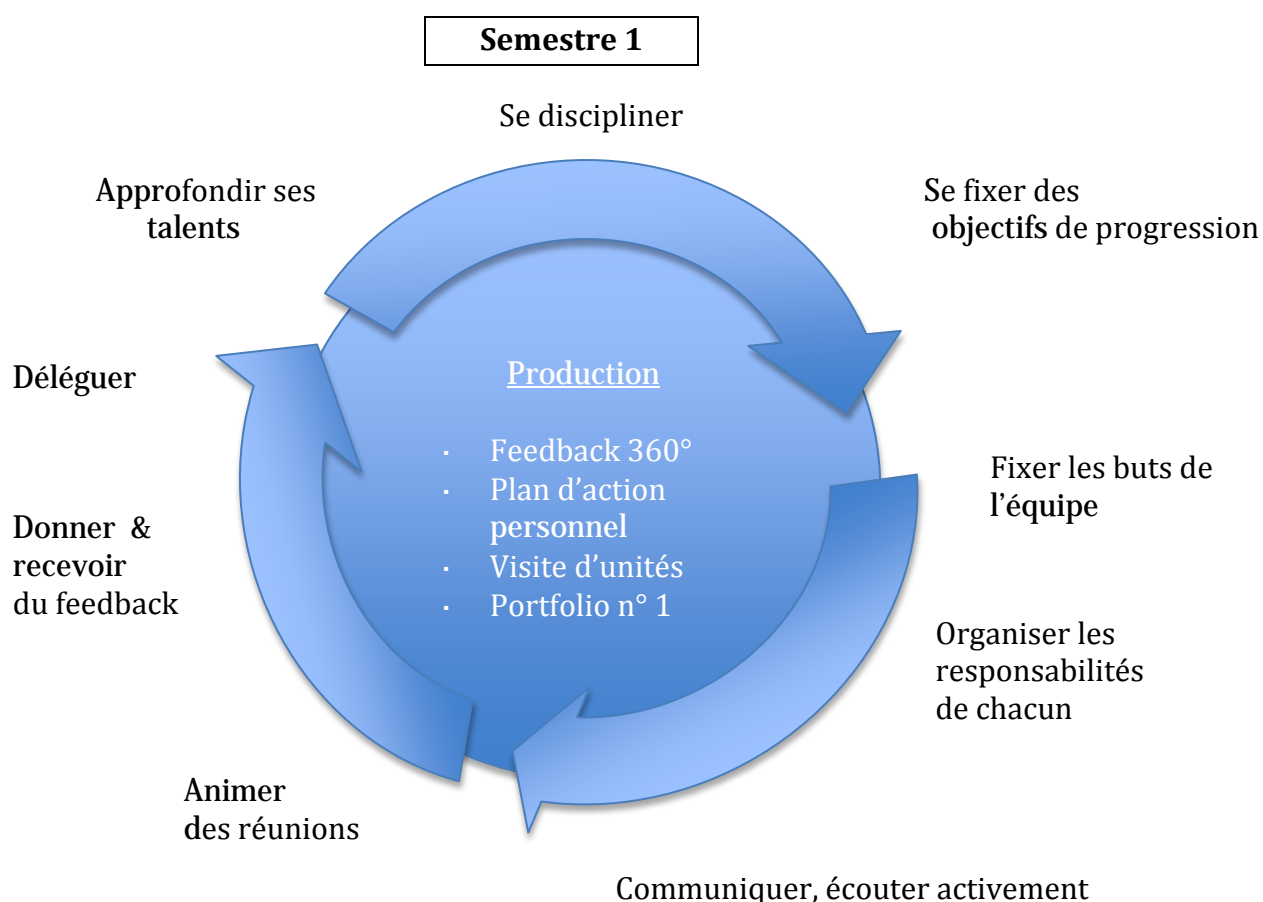 Semestre 1
Se discipliner
Approfondir ses
talents
Se fixer des
objectifs de progression
Déléguer
Production
· Feedback 360°
· Plan d’action
personnel
· Visite d’unités
· Portfolio n° 1
Fixer les buts de
l’équipe
Donner &
recevoir
du feedback
Organiser les
responsabilités
de chacun
Animer
des réunions
Communiquer, écouter activement